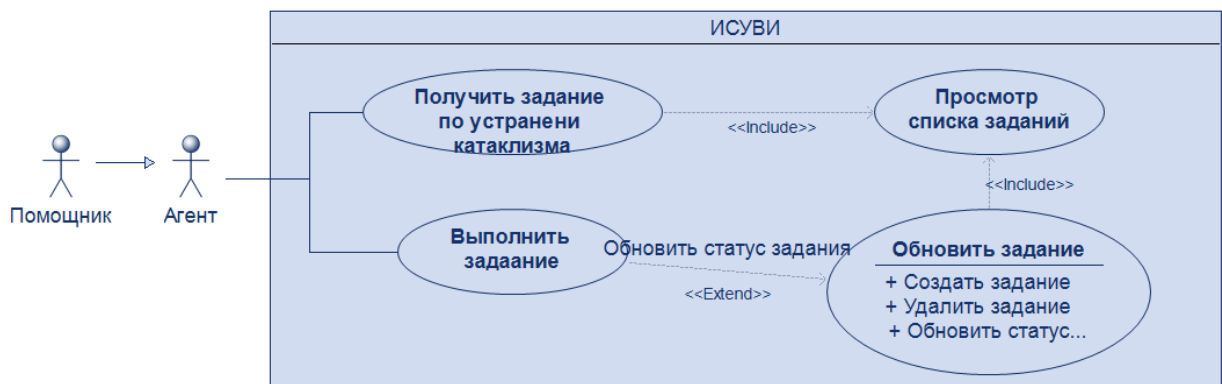 ИСУВИ
Получить задание
по устранени
катаклизма
<<Include>>
Просмотр
списка заданий
<<Include>>
Помощник
Агент
Выполнить
задаание
Обновить статус задания
<<Extend>>
Обновить задание
+ Создать задание
+ Удалить задание
+ Обновить статус...